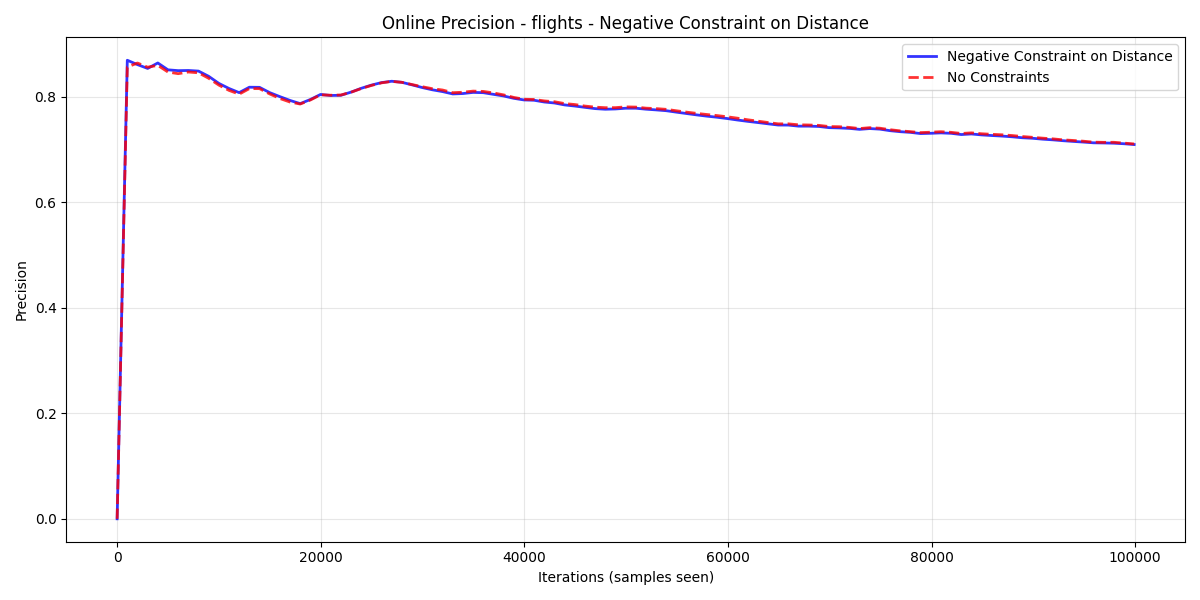 Online Precision - flights - Negative Constraint on Distance
Negative Constraint on Distance
No Constraints
Precision
0.8
0.6
0.4
0.2
0.0
0 20000 40000 60000 80000 100000
Iterations (samples seen)